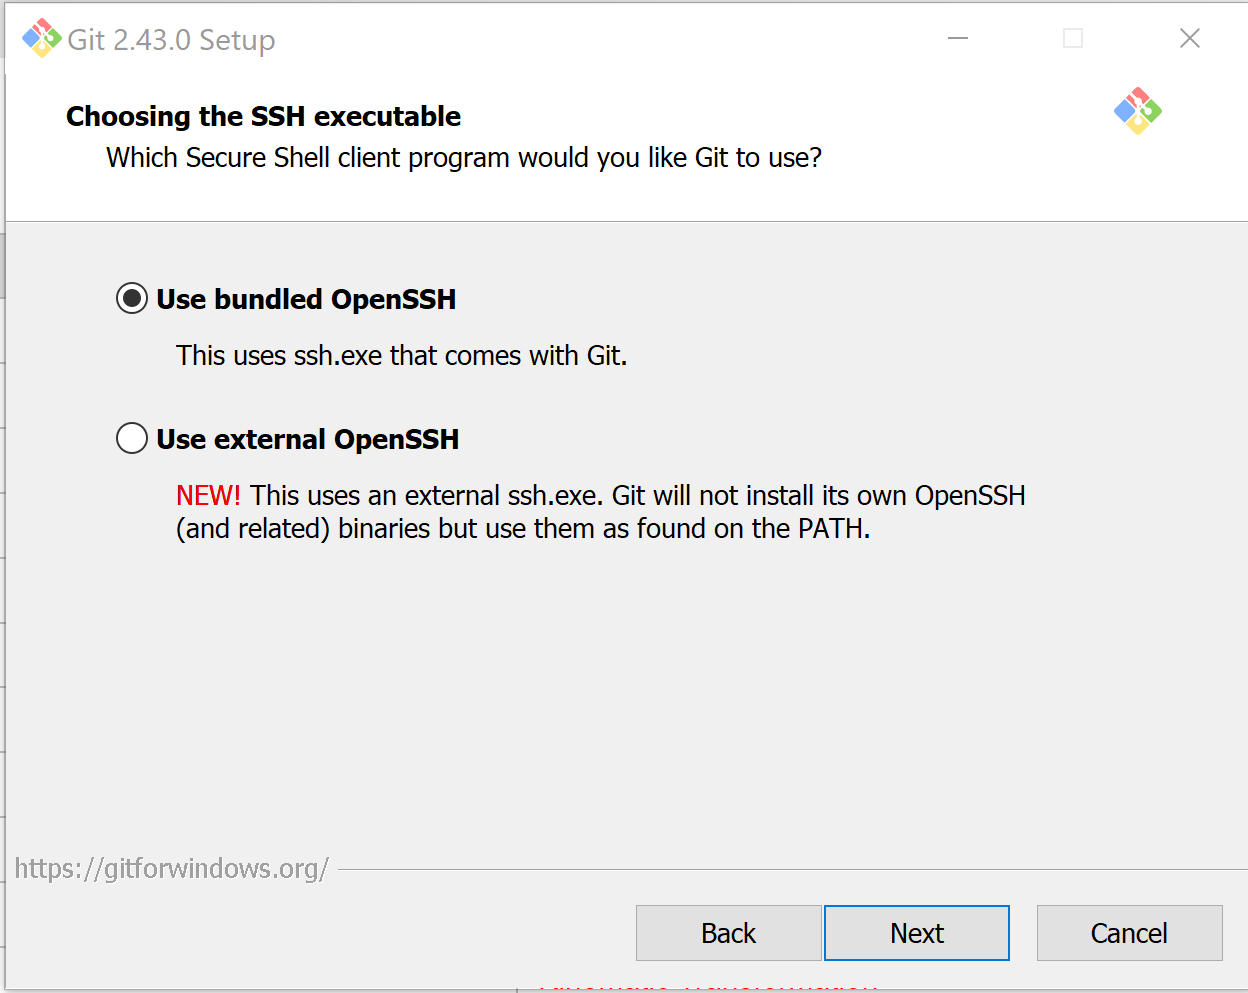 Git 2.43.0 Setup
Choosing the SSH executable
Which Secure Shell client program would you like Git to use?
Use bundled OpenSSH
This uses ssh.exe that comes with Git.
Use external OpenSSH
NEW! This uses an external ssh.exe. Git will not install its own OpenSSH
(and related) binaries but use them as found on the PATH.
https://gitforwindows.org/
Back
Next
Cancel